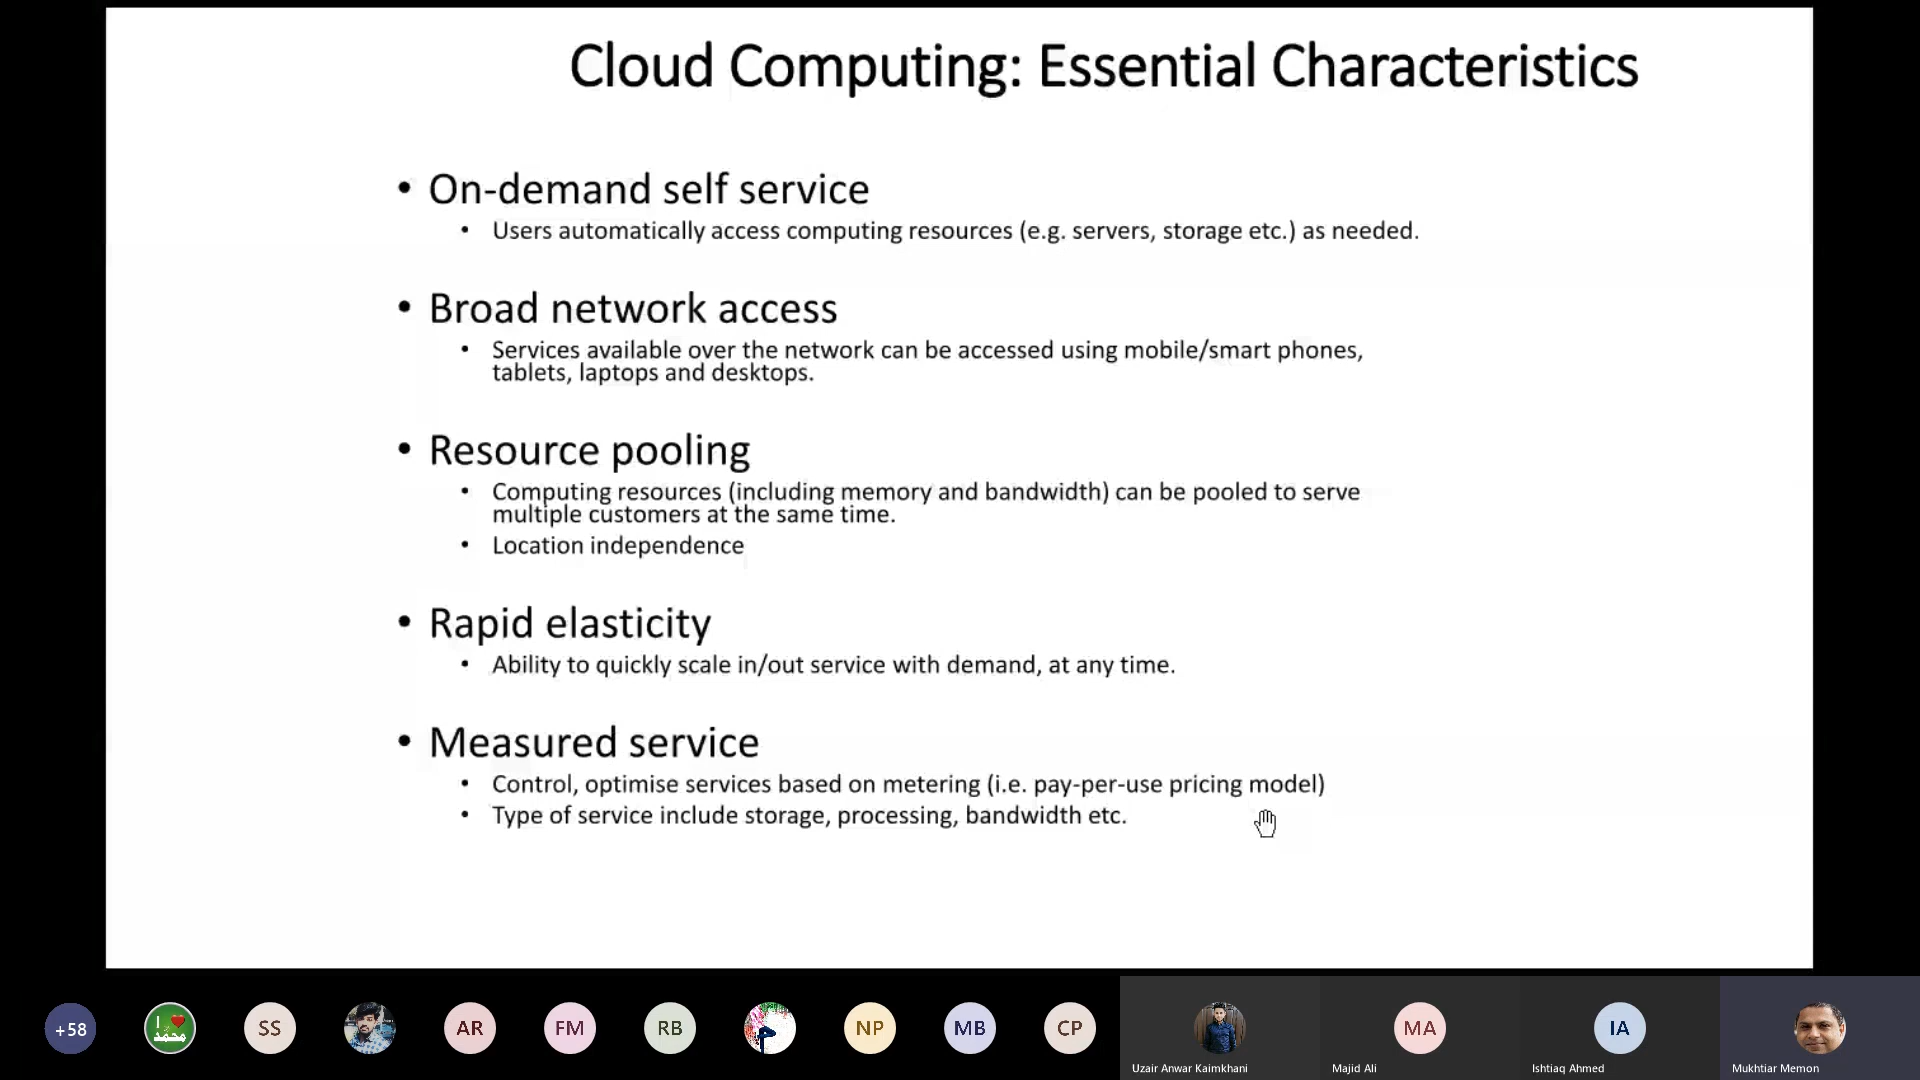 Cloud Computing: Essential Characteristics
• On-demand self service
• Users automatically access computing resources (e.g. servers, storage etc.) as needed.
• Broad network access
• Services available over the network can be accessed using mobile/smart phones,
tablets, laptops and desktops.
• Resource pooling
• Computing resources (including memory and bandwidth) can be pooled to serve
multiple customers at the same time.
• Location independence
• Rapid elasticity
• Ability to quickly scale in/out service with demand, at any time.
• Measured service
• Control, optimise services based on metering (i.e. pay-per-use pricing model)
• Type of service include storage, processing, bandwidth etc.
+58
I ❤
محمد
SS
AR
FM
RB
NP
MB
CP
MA
IA
Uzair Anwar Kaimkhani
Majid Ali
Ishtiaq Ahmed
Mukhtiar Memon